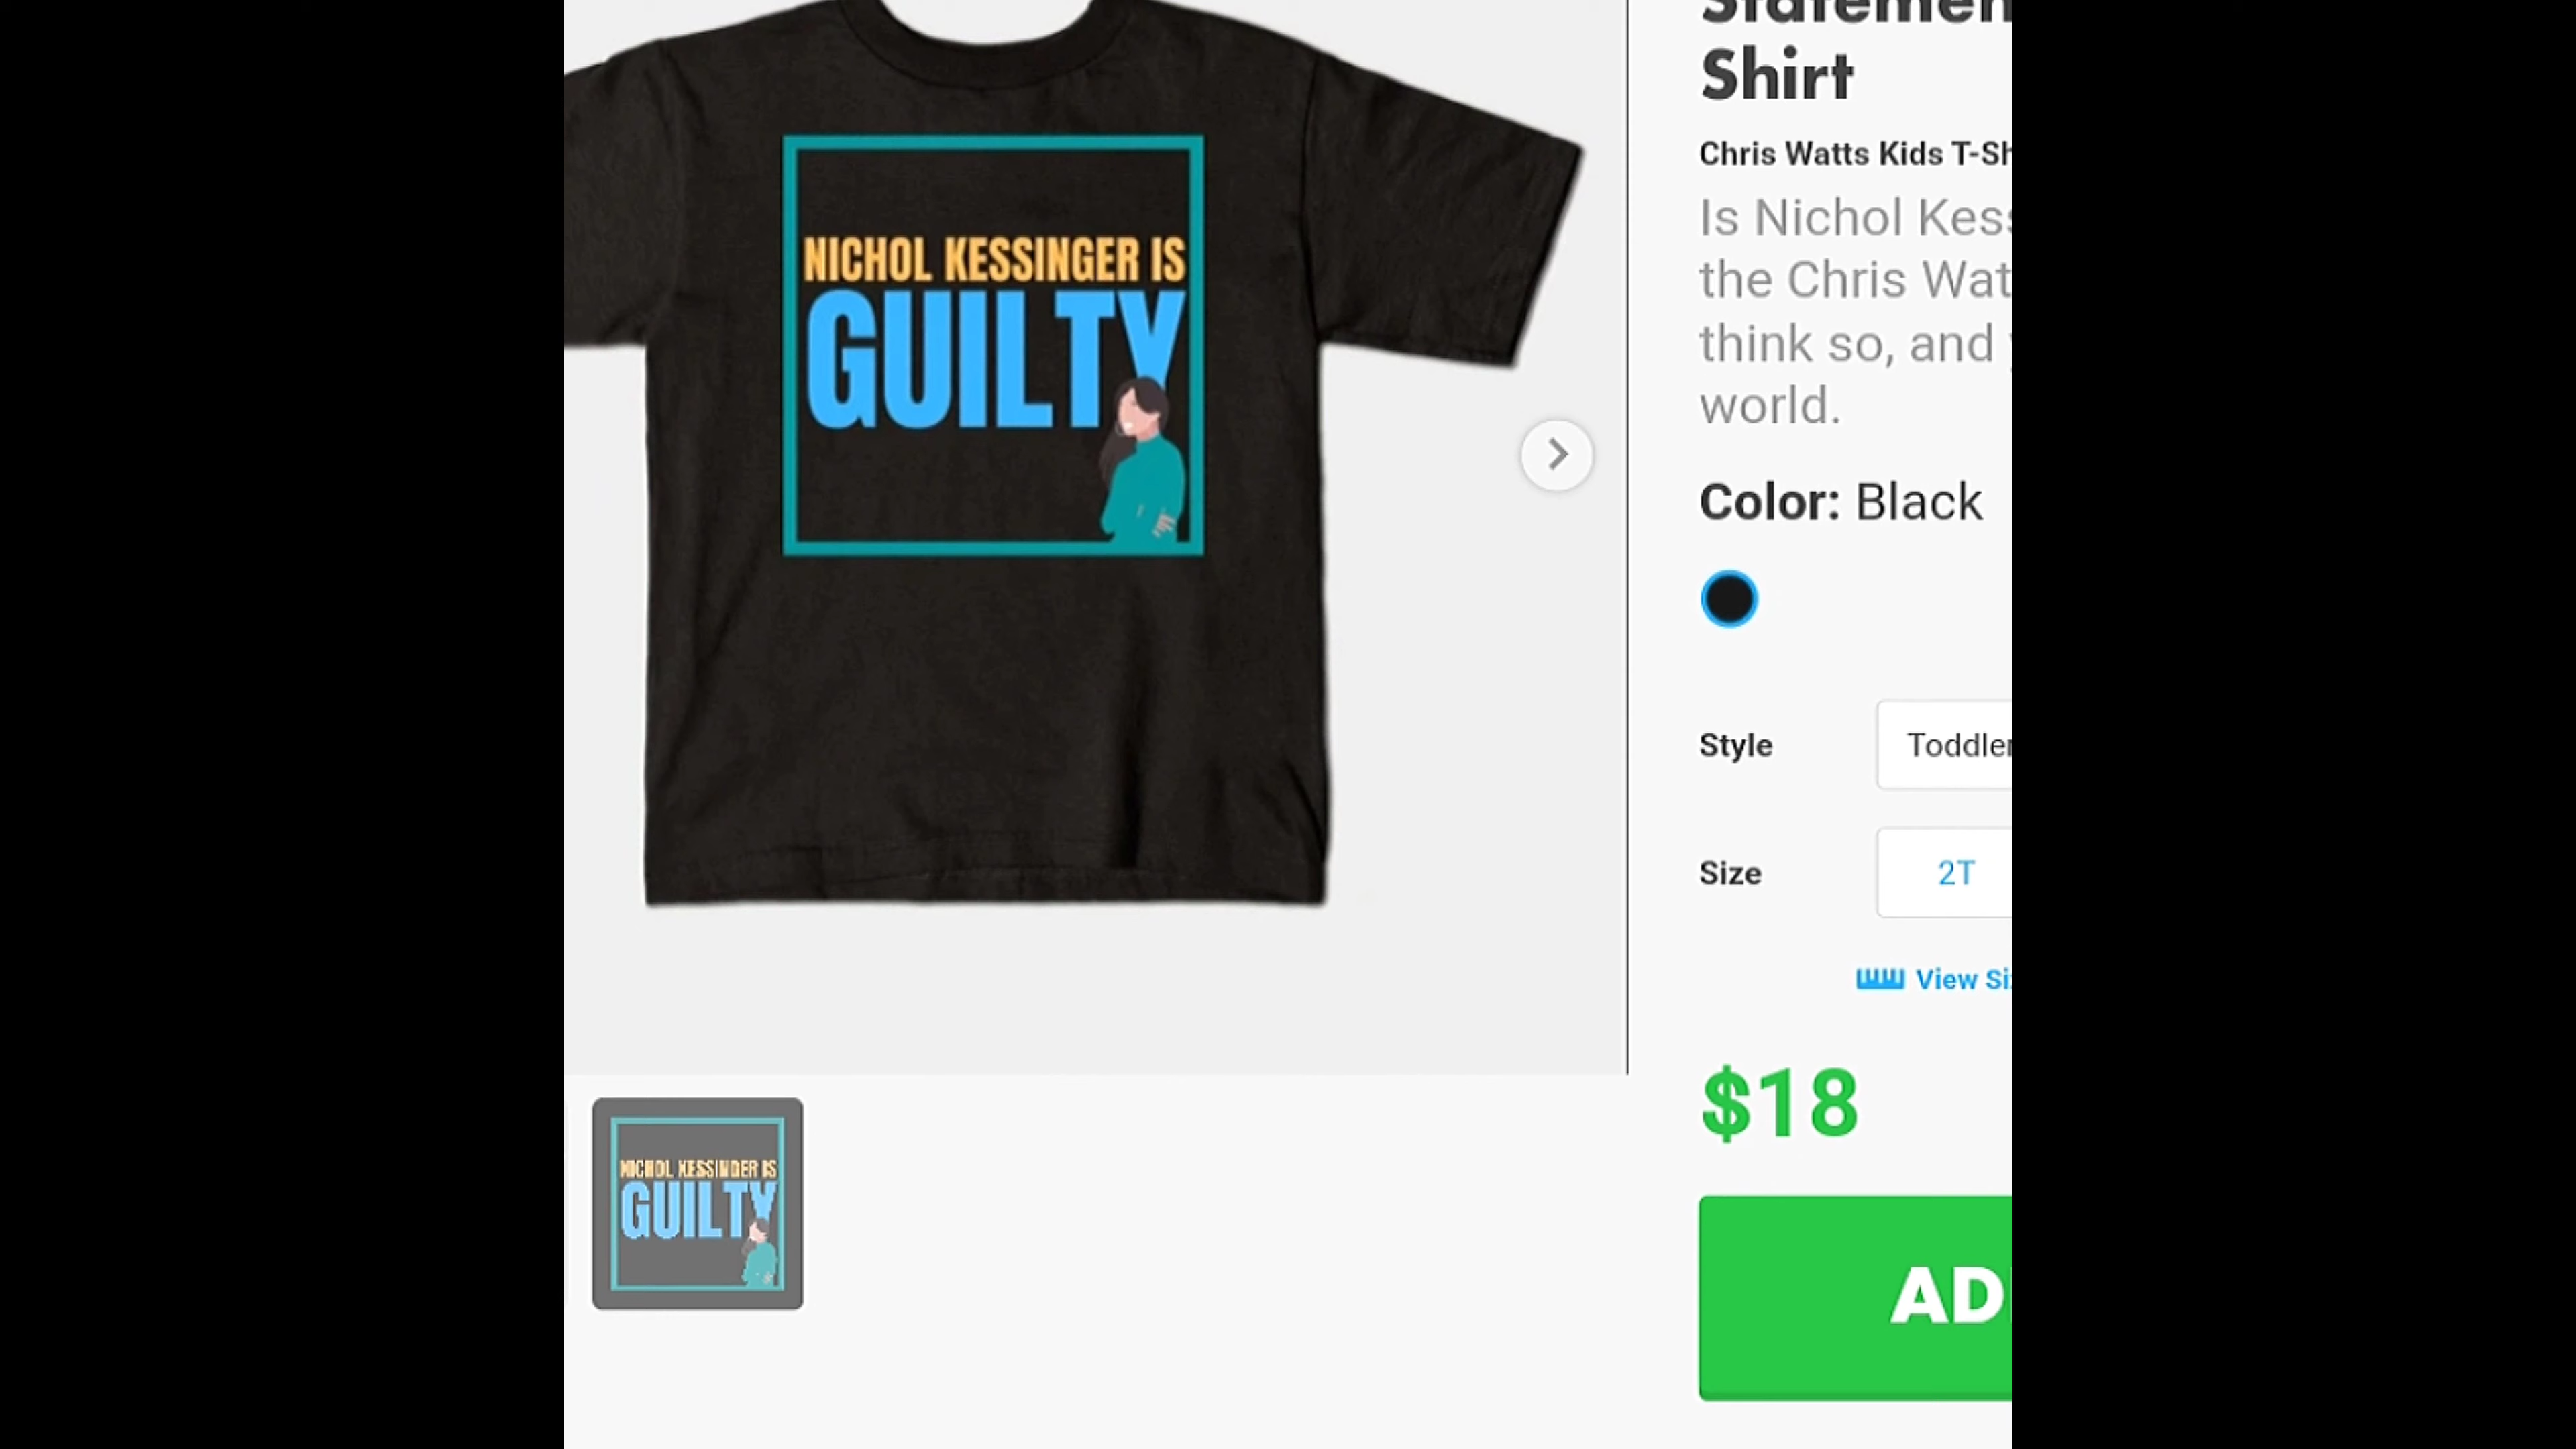 NICHOL KESSINGER IS
GUILTY
Shirt
Chris Watts Kids T-Sh
Is Nichol Kess
the Chris Wat
think so, and
world.
Color: Black
Style
Toddler
Size
2T
View Si
$18
AD
NICHOL KESSINGER IS
GUILTY